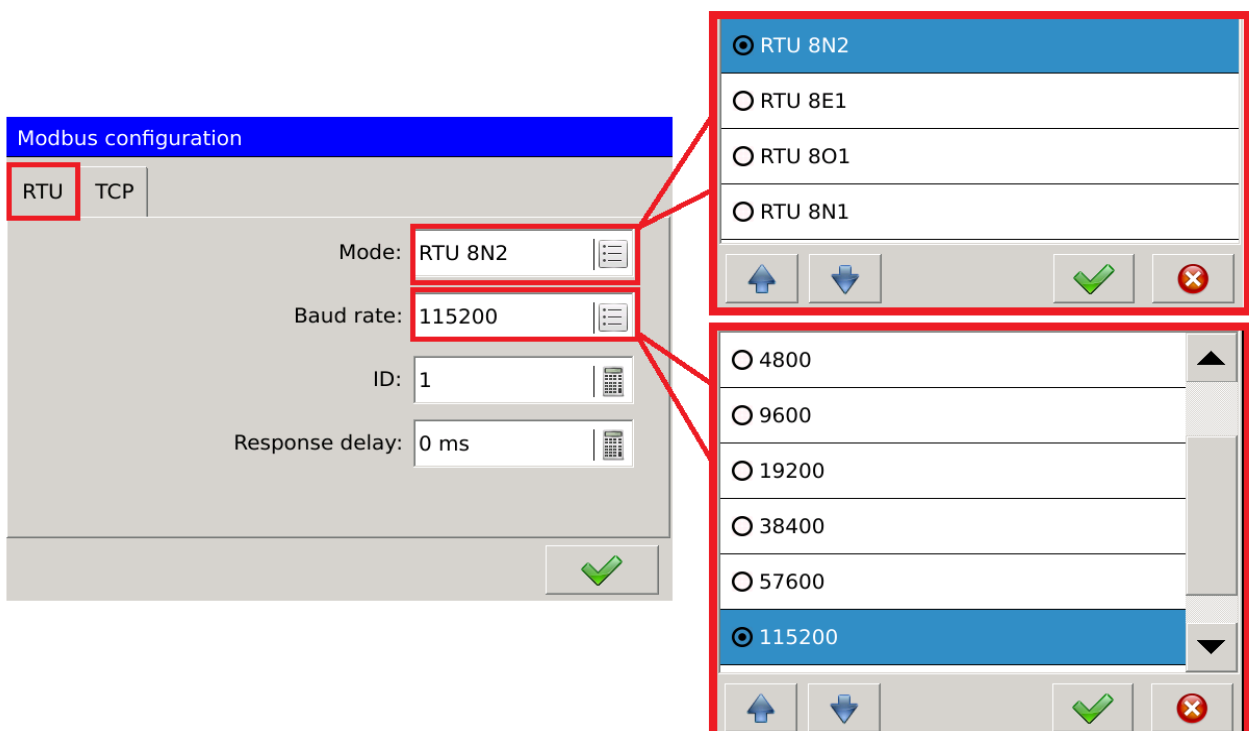 Modbus configuration
RTU TCP
Mode: RTU 8N2
Baud rate: 115200
ID: 1
Response delay: 0 ms
RTU 8N2
RTU 8E1
RTU 8O1
RTU 8N1
4800
9600
19200
38400
57600
115200